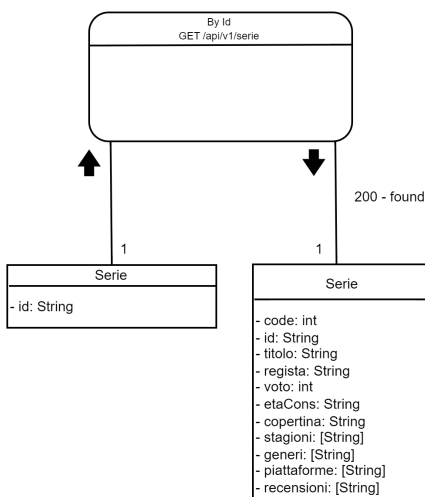 By Id
GET /api/v1/serie
200 - found
1
1
Serie
- id: String
Serie
- code: int
- id: String
- titolo: String
- regista: String
- voto: int
- etaCons: String
- copertina: String
- stagioni: [String]
- generi: [String]
- piattaforme: [String]
- recensioni: [String]